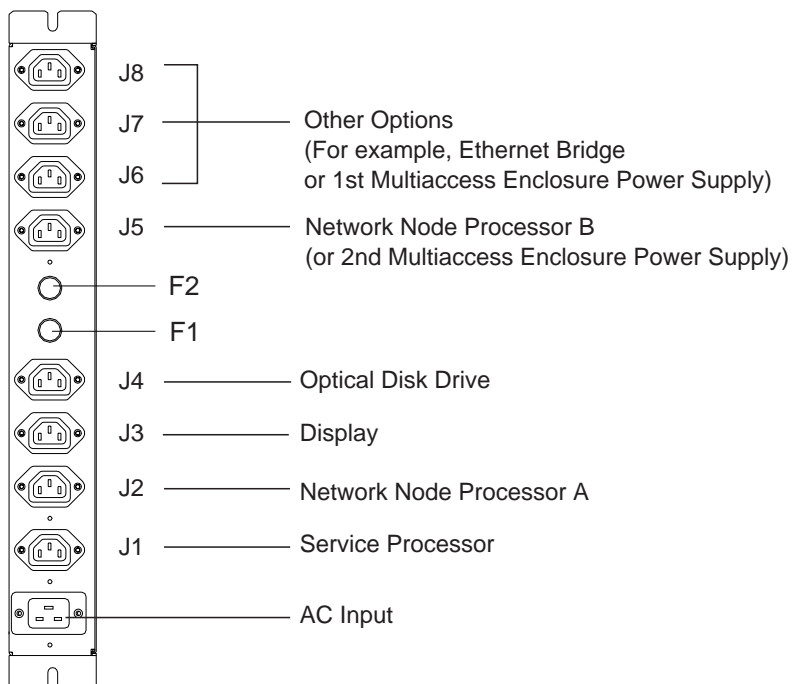 J8
J7
Other Options
(For example, Ethernet Bridge
or 1st Multiaccess Enclosure Power Supply)
J6
J5
Network Node Processor B
(or 2nd Multiaccess Enclosure Power Supply)
F2
F1
J4
Optical Disk Drive
J3
Display
J2
Network Node Processor A
J1
Service Processor
AC Input